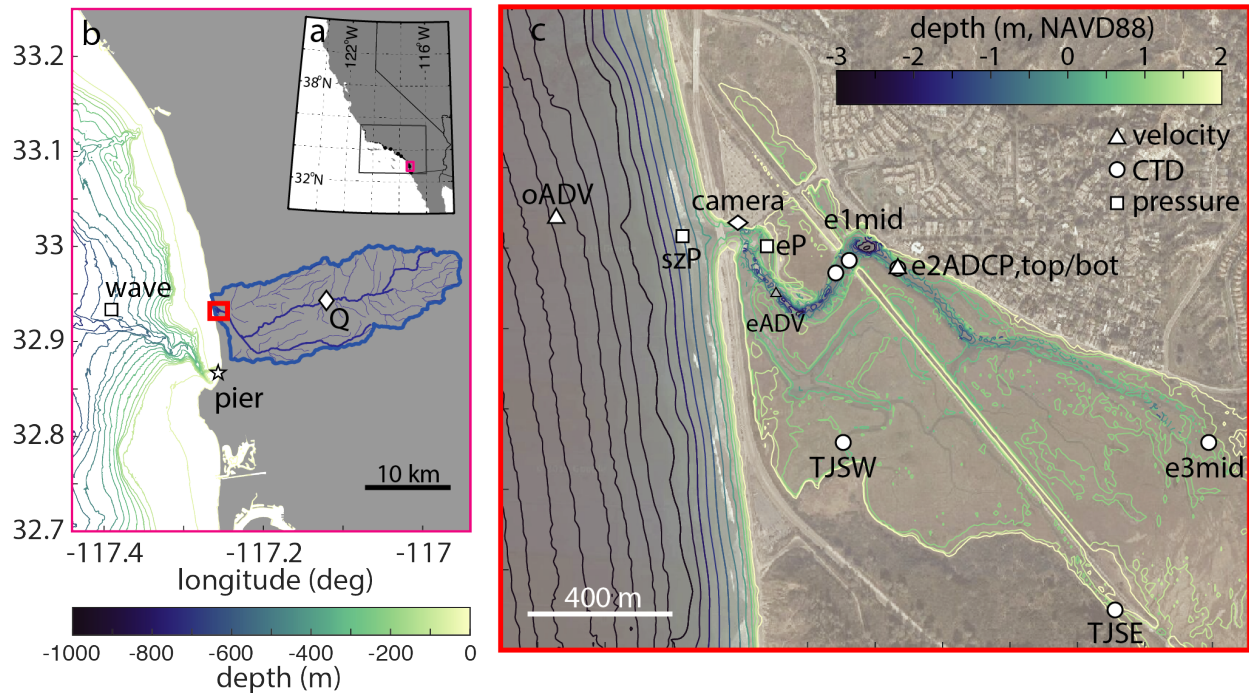 b
33.2
33.1
33
32.9
32.8
32.7
-117.4
-117.2
-117
longitude (deg)
wave
Q
pier
10 km
a
122°W
116°W
38°N
32°N
-1000
-800
-600
-400
-200
0
depth (m)
c
depth (m, NAVD88)
-3
-2
-1
0
1
2
velocity
CTD
pressure
oADV
szP
camera
eP
e1mid
e2ADCP,top/bot
eADV
TJSW
e3mid
TJSE
400 m